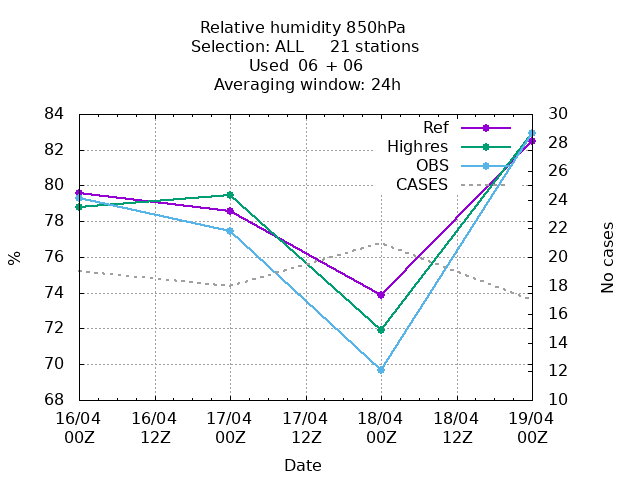 Relative humidity 850hPa
Selection: ALL 21 stations
Used 06 + 06
Averaging window: 24h
Ref
Highres
OBS
CASES
84
82
80
78
76
74
72
70
68
%
30
28
26
24
22
20
18
16
14
12
10
No cases
16/04 16/04 17/04 17/04 18/04 18/04 19/04
00Z 12Z 00Z 12Z 00Z 12Z 00Z
Date